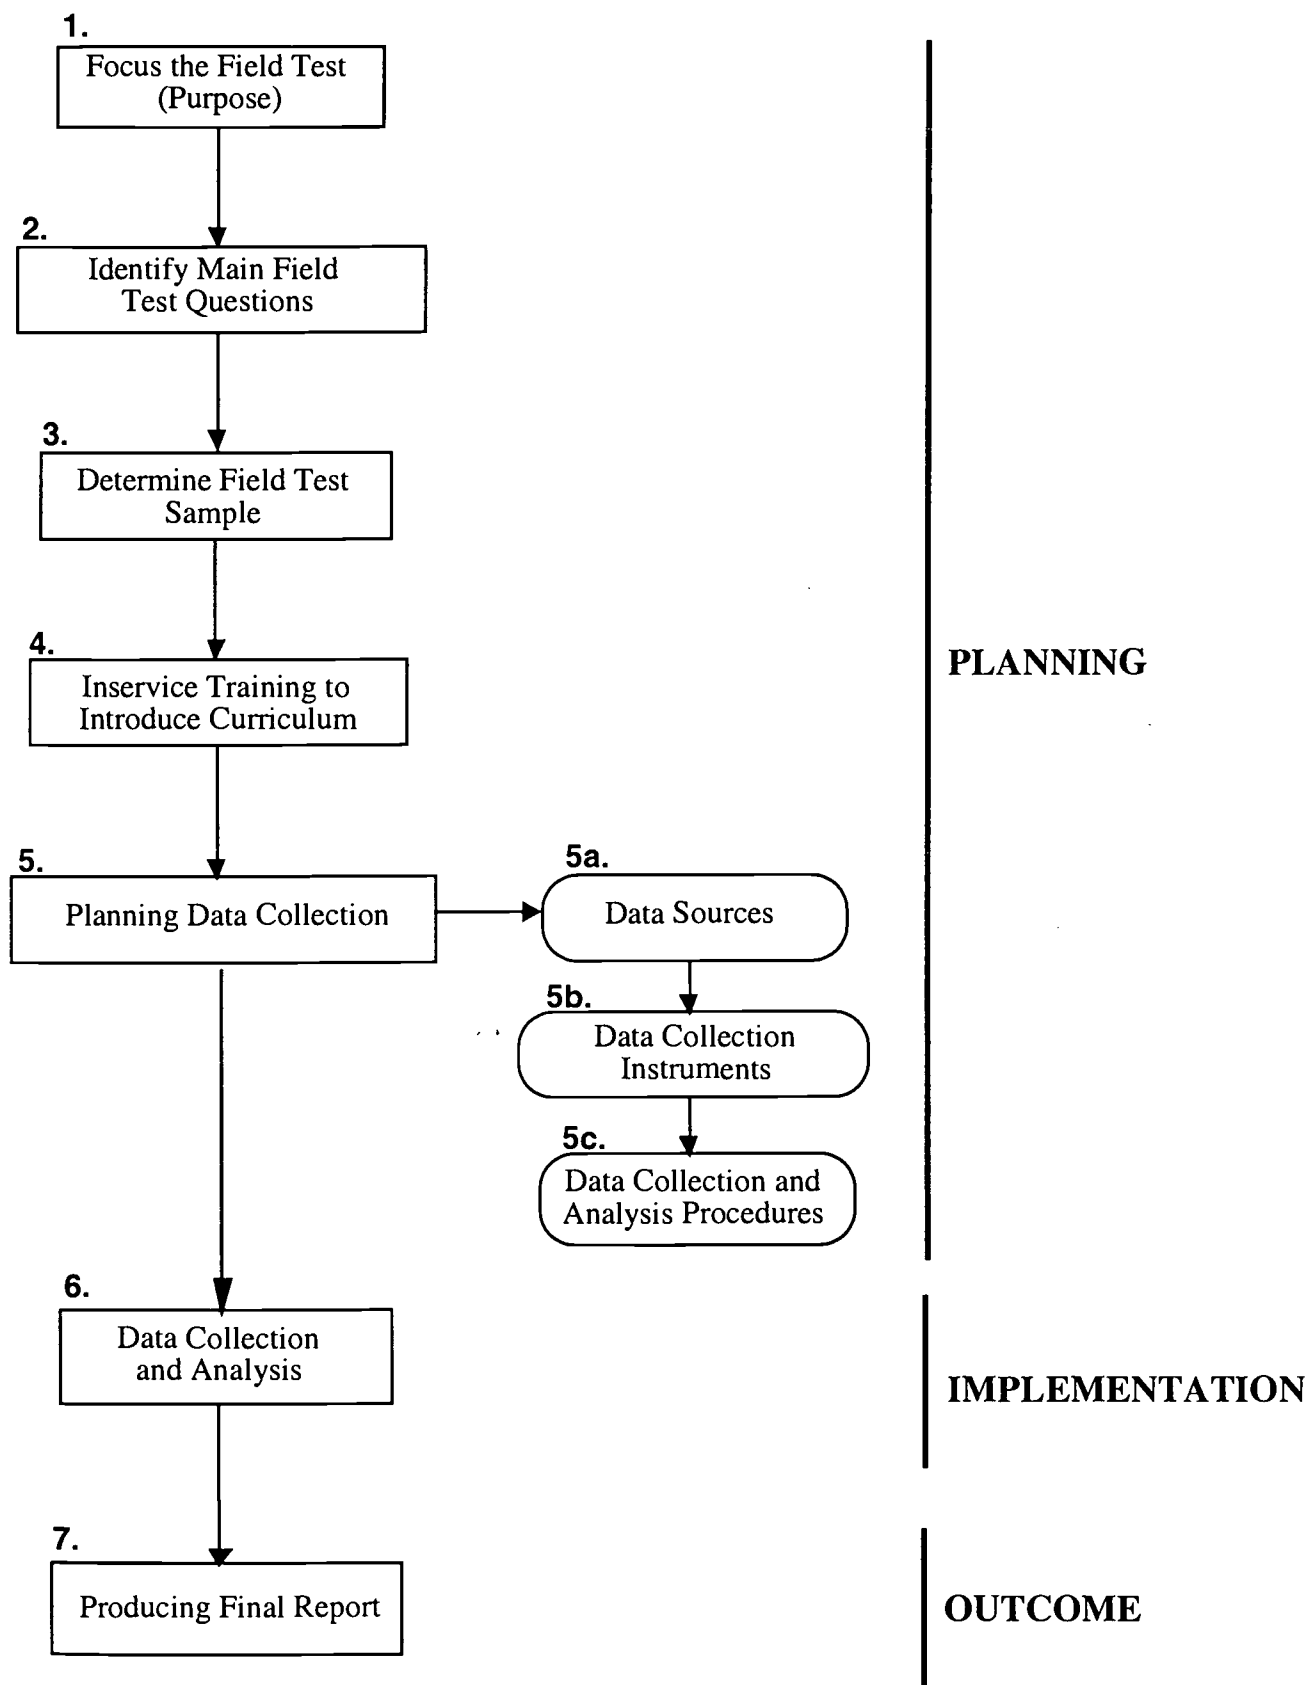 1.
Focus the Field Test
(Purpose)
2.
Identify Main Field
Test Questions
3.
Determine Field Test
Sample
4.
Inservice Training to
Introduce Curriculum
PLANNING
5.
Planning Data Collection
5a.
Data Sources
5b.
Data Collection
Instruments
5c.
Data Collection and
Analysis Procedures
6.
Data Collection
and Analysis
IMPLEMENTATION
7.
Producing Final Report
OUTCOME